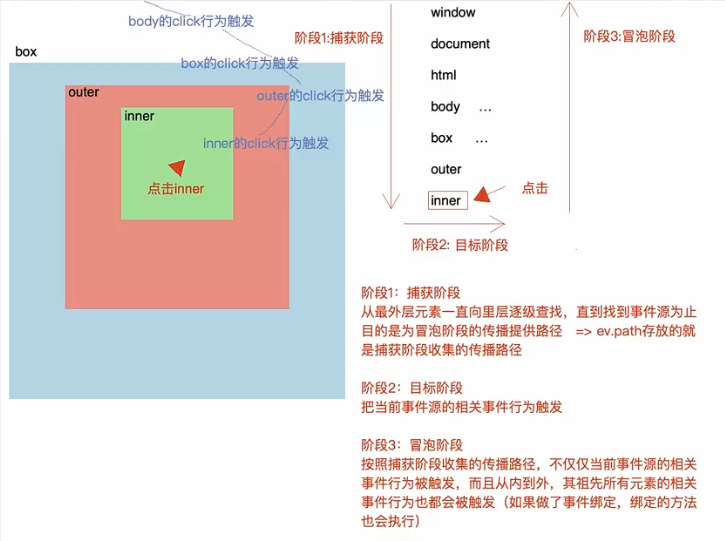 body的click行为触发
box
box的click行为触发
outer
outer的click行为触发
inner
inner的click行为触发
点击inner
阶段1:捕获阶段
window
document
html
body ...
box ...
outer
inner
点击
阶段3:冒泡阶段
阶段2: 目标阶段
阶段1：捕获阶段
从最外层元素一直向里层逐级查找，直到找到事件源为止
目的是为冒泡阶段的传播提供路径 => ev.path存放的就
是捕获阶段收集的传播路径
阶段2：目标阶段
把当前事件源的相关事件行为触发
阶段3：冒泡阶段
按照捕获阶段收集的传播路径，不仅仅当前事件源的相关
事件行为被触发，而且从内到外，其祖先所有元素的相关
事件行为也都会被触发（如果做了事件绑定，绑定的方法
也会执行）